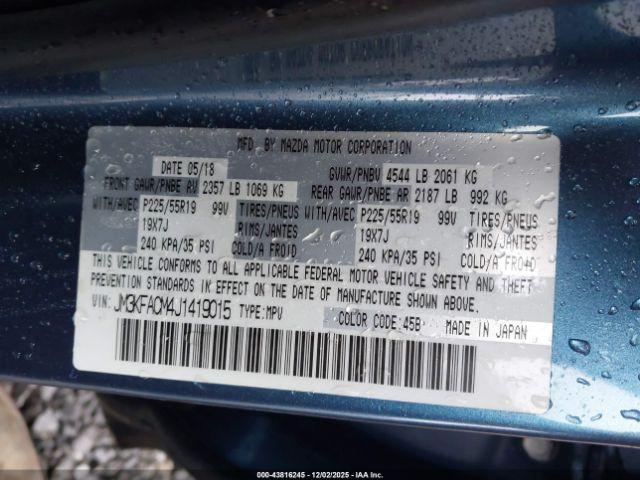 MFD. BY MAZDA MOTOR CORPORATION
DATE 05/18 GVWR/PNBV 4544 LB 2061 KG
FRONT GAWR/PNBE AV 2357 LB 1069 KG REAR GAWR/PNBE AR 2187 LB 992 KG
WITH/AVEC P225/55R19 99V TIRES/PNEUS WITH/AVEC P225/55R19 99V TIRES/PNEUS
19X7J RIMS/JANTES 19X7J RIMS/JANTES
240 KPA/35 PSI COLD/A FROID 240 KPA/35 PSI COLD/A FROID
THIS VEHICLE CONFORMS TO ALL APPLICABLE FEDERAL MOTOR VEHICLE SAFETY AND THEFT
PREVENTION STANDARDS IN EFFECT ON THE DATE OF MANUFACTURE SHOWN ABOVE.
VIN: JM3KFACM4J1419015 TYPE:MPV COLOR CODE:45B MADE IN JAPAN
000-43816245 - 12/02/2025 - IAA34132